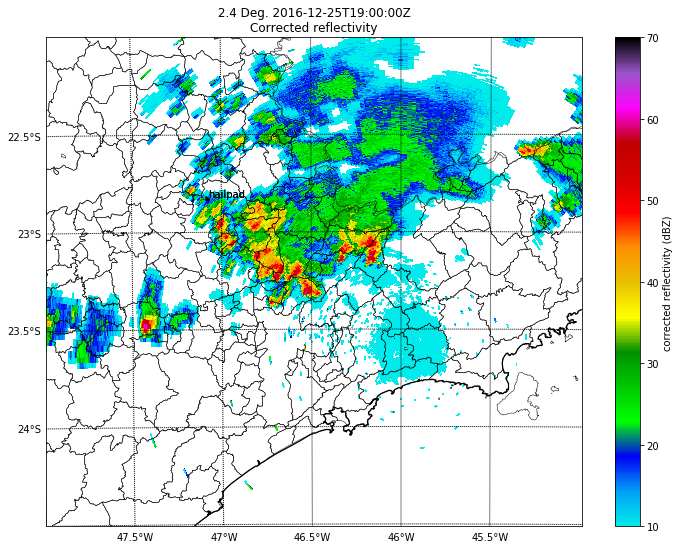 2.4 Deg. 2016-12-25T19:00:00Z
Corrected reflectivity
hailpad
22.5°S
23°S
23.5°S
24°S
47.5°W
47°W
46.5°W
46°W
45.5°W
70
60
50
40
30
20
10
corrected reflectivity (dBZ)